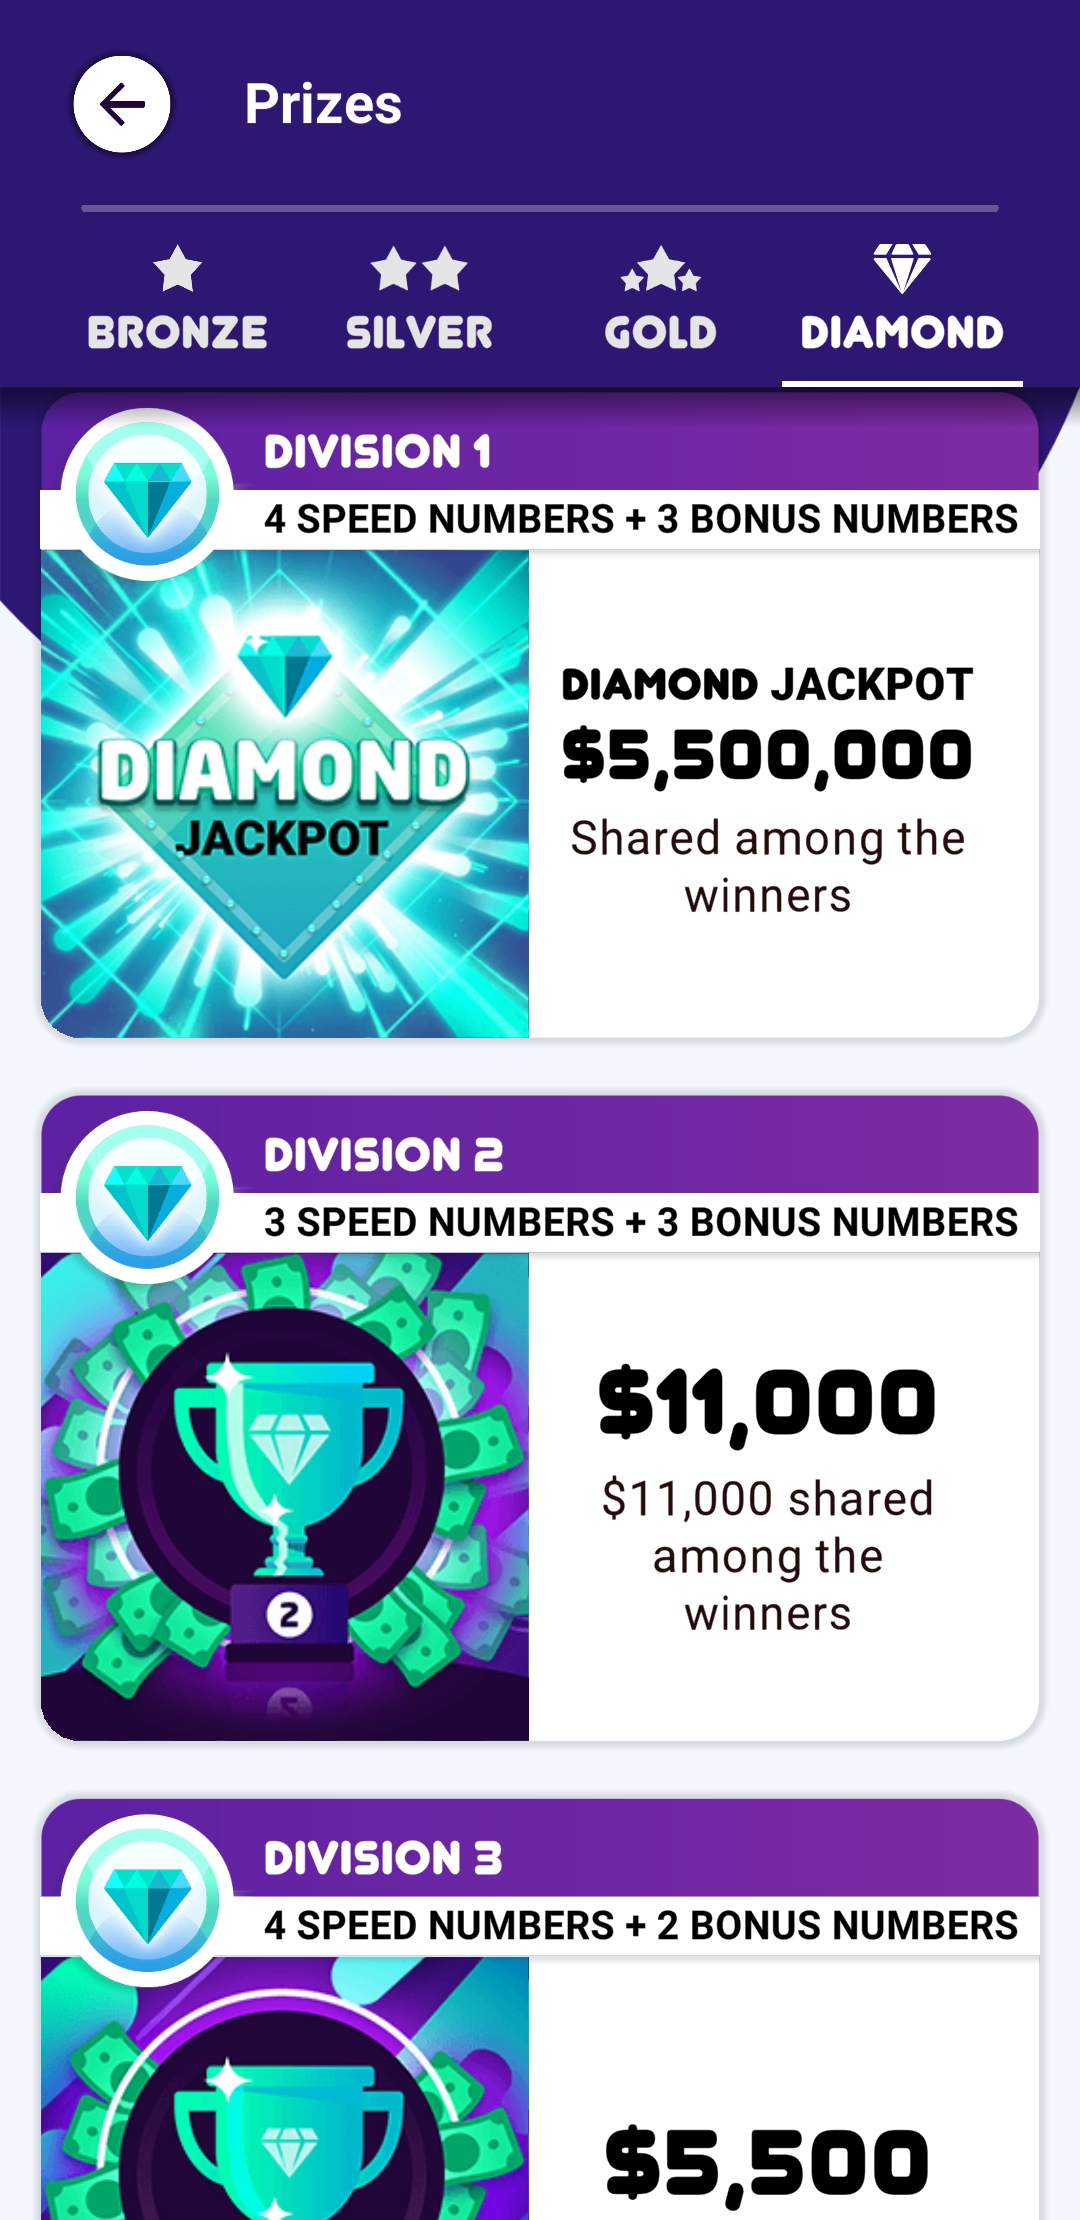 Prizes
BRONZE
SILVER
GOLD
DIAMOND
DIVISION 1
4 SPEED NUMBERS + 3 BONUS NUMBERS
DIAMOND
JACKPOT
DIAMOND JACKPOT
$5,500,000
Shared among the
winners
DIVISION 2
3 SPEED NUMBERS + 3 BONUS NUMBERS
2
$11,000
$11,000 shared
among the
winners
DIVISION 3
4 SPEED NUMBERS + 2 BONUS NUMBERS
$5,500